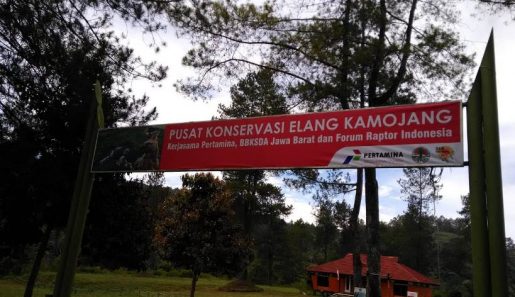 PUSAT KONSERVASI ELANG KAMOJANG
Kerjasama Pertamina, BBKSDA Jawa Barat dan Forum Raptor Indonesia
PERTAMINA